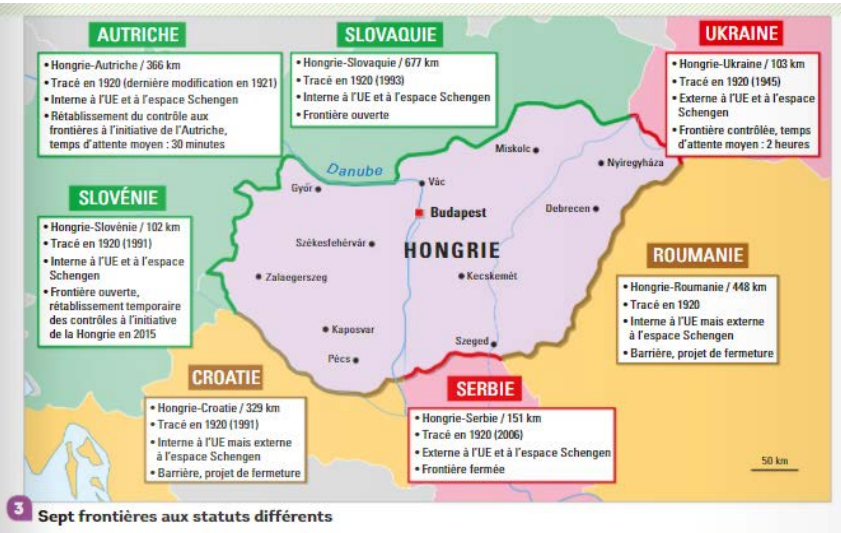 AUTRICHE
• Hongrie-Autriche / 366 km
• Tracé en 1920 (dernière modification en 1921)
• Interne à l'UE et à l'espace Schengen
• Rétablissement du contrôle aux
frontières à l'initiative de l'Autriche,
temps d'attente moyen : 30 minutes
SLOVAQUIE
• Hongrie-Slovaquie / 677 km
• Tracé en 1920 (1993)
• Interne à l'UE et à l'espace Schengen
• Frontière ouverte
UKRAINE
• Hongrie-Ukraine / 103 km
• Tracé en 1920 (1945)
• Externe à l'UE et à l'espace
Schengen
• Frontière contrôlée, temps
d'attente moyen : 2 heures
SLOVÉNIE
• Hongrie-Slovénie / 102 km
• Tracé en 1920 (1991)
• Interne à l'UE et à l'espace
Schengen
• Frontière ouverte,
rétablissement temporaire
des contrôles à l'initiative
de la Hongrie en 2015
Danube
Miskolc
Nyiregyháza
Győr
Vác
Budapest
Debrecen
Székesfehérvár
HONGRIE
Zalaegerszeg
Kecskemét
Kaposvar
Szeged
Pécs
ROUMANIE
• Hongrie-Roumanie / 448 km
• Tracé en 1920
• Interne à l'UE mais externe
à l'espace Schengen
• Barrière, projet de fermeture
CROATIE
• Hongrie-Croatie / 329 km
• Tracé en 1920 (1991)
• Interne à l'UE mais externe
à l'espace Schengen
• Barrière, projet de fermeture
SERBIE
• Hongrie-Serbie / 151 km
• Tracé en 1920 (2006)
• Externe à l'UE et à l'espace Schengen
• Frontière fermée
50 km
3 Sept frontières aux statuts différents